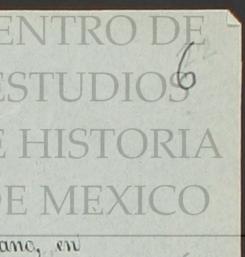 ENTRO DE
6
ESTUDIOS
E HISTORIA
DE MEXICO
ano, en